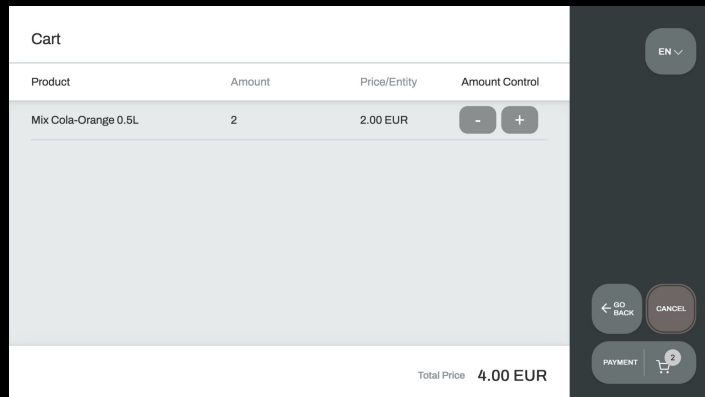 Cart
EN
Product Amount Price/Entity Amount Control
Mix Cola-Orange 0.5L 2 2.00 EUR - +
GO BACK
CANCEL
PAYMENT 2
Total Price 4.00 EUR